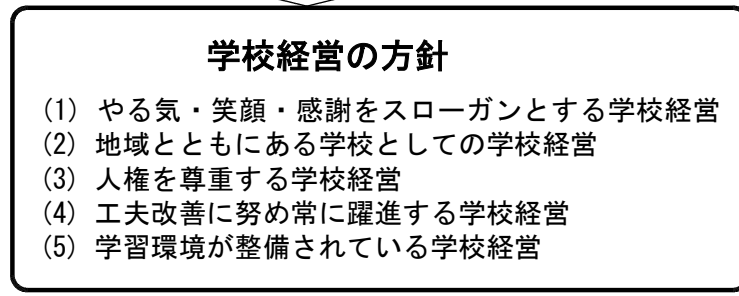 学校経営の方針
(1) やる気・笑顔・感謝をスローガンとする学校経営
(2) 地域とともにある学校としての学校経営
(3) 人権を尊重する学校経営
(4) 工夫改善に努め常に躍進する学校経営
(5) 学習環境が整備されている学校経営